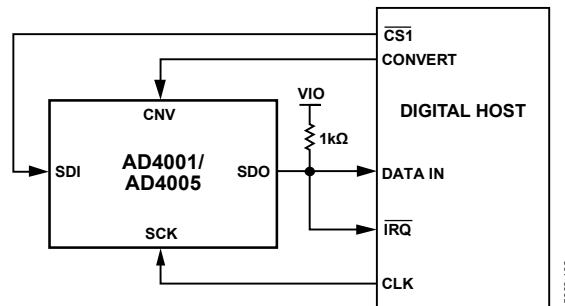 CS1
CONVERT
VIO
DIGITAL HOST
CNV
1kΩ
AD4001/
AD4005
SDI
SDO
DATA IN
SCK
IRQ
CLK